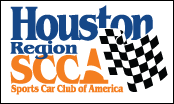 Houston
Region
SCCA
Sports Car Club of America